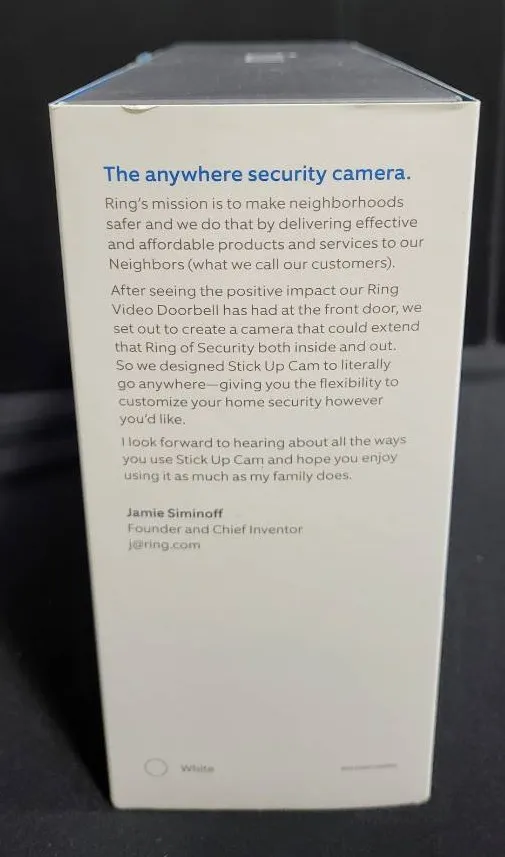 The anywhere security camera.
Ring's mission is to make neighborhoods
safer and we do that by delivering effective
and affordable products and services to our
Neighbors (what we call our customers).
After seeing the positive impact our Ring
Video Doorbell has had at the front door, we
set out to create a camera that could extend
that Ring of Security both inside and out.
So we designed Stick Up Cam to literally
go anywhere—giving you the flexibility to
customize your home security however
you'd like.
I look forward to hearing about all the ways
you use Stick Up Cam and hope you enjoy
using it as much as my family does.
Jamie Siminoff
Founder and Chief Inventor
j@ring.com
White